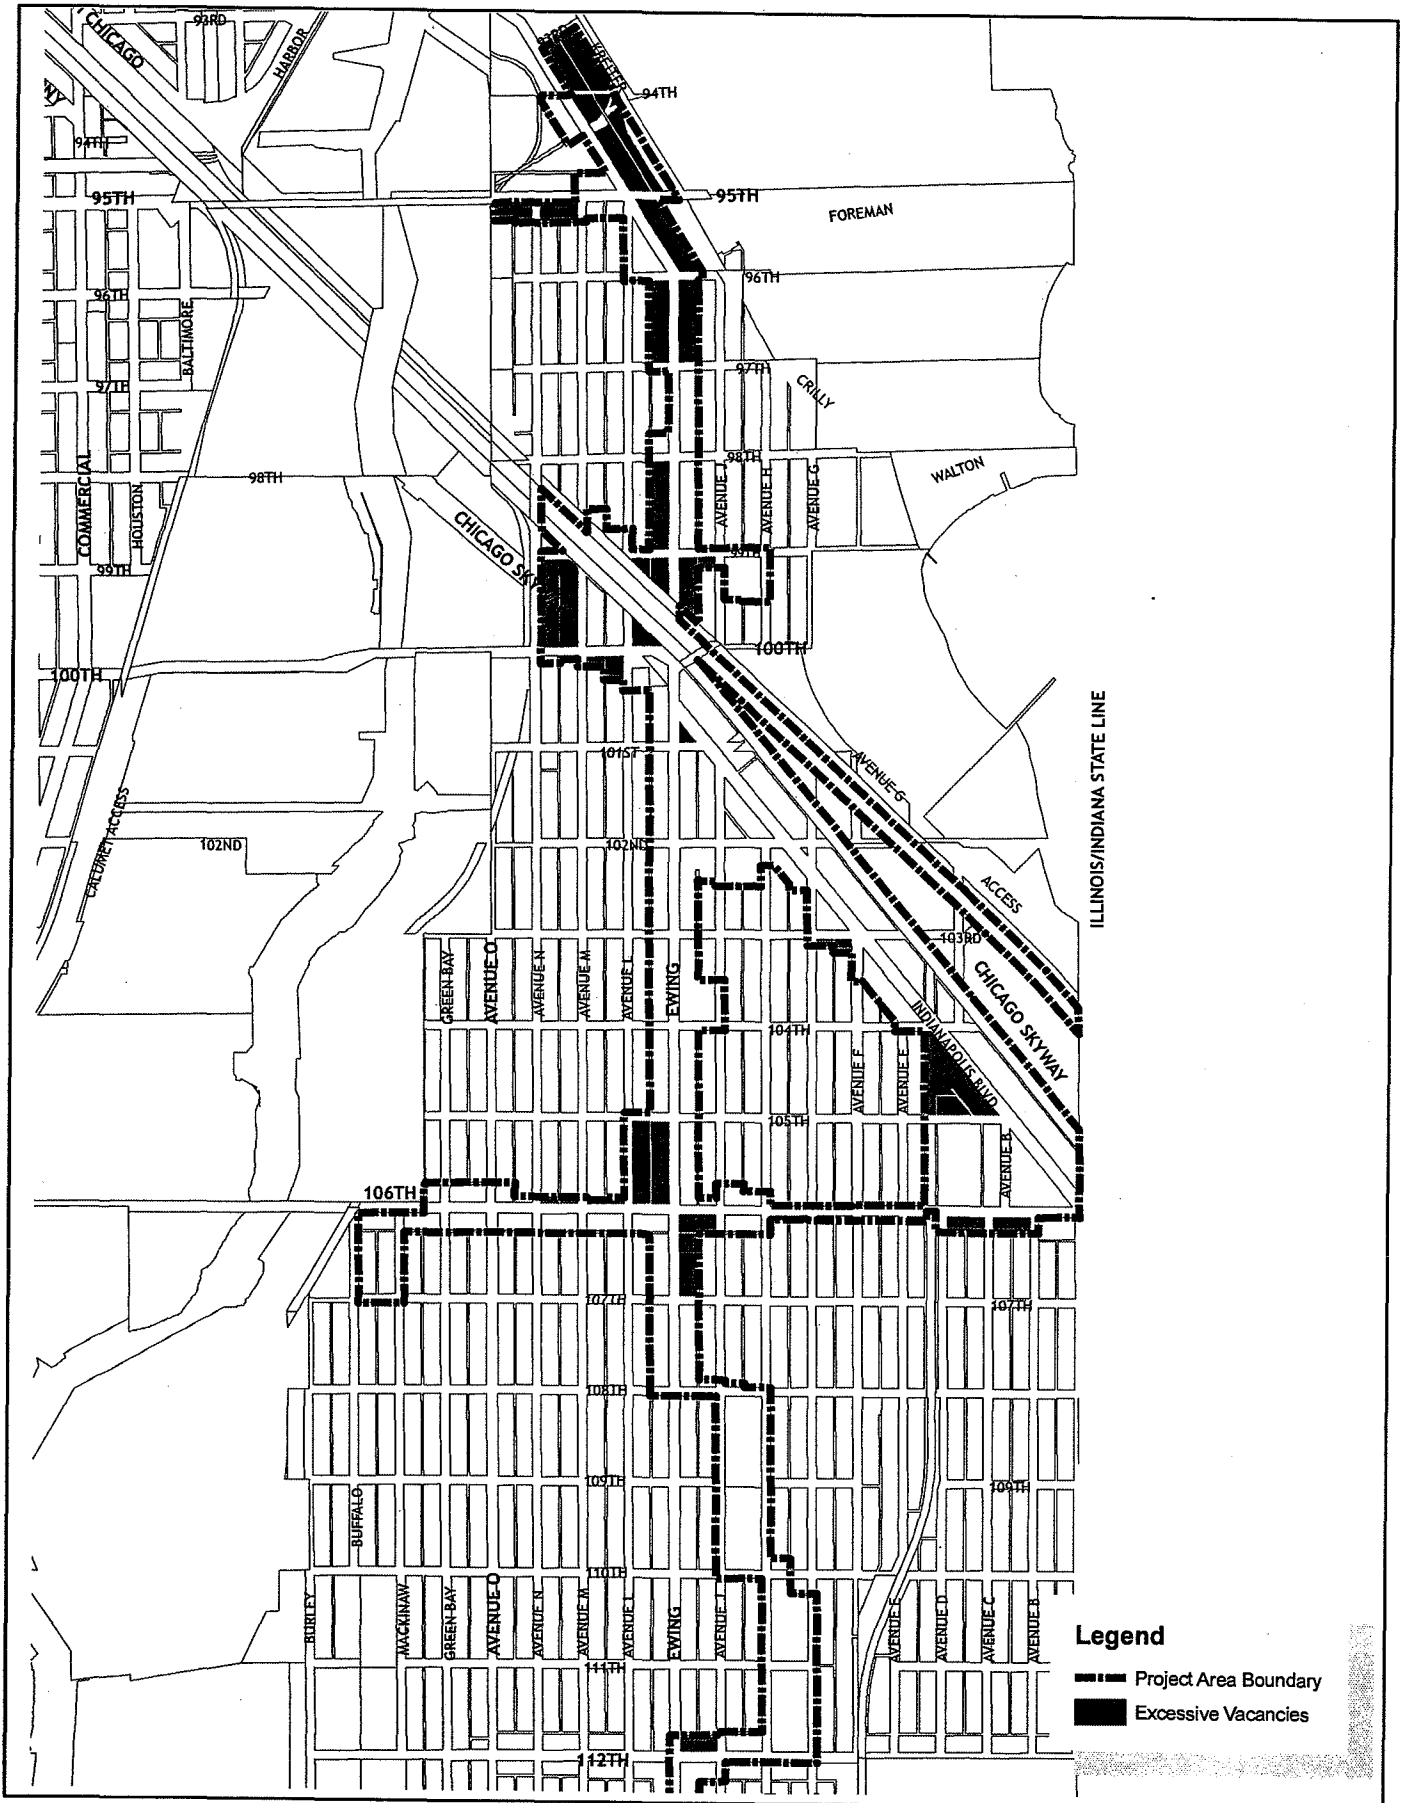 93RD
CHICAGO
HARBOR
KREITER
94TH
94TH
95TH
95TH
FOREMAN
96TH
96TH
BALTIMORE
97TH
97TH
CRILLY
98TH
98TH
WALTON
COMMERCIAL
HOUSTON
AVENUE I
AVENUE H
AVENUE G
CHICAGO SKY
99TH
99TH
100TH
100TH
101ST
AVENUE G
ILLINOIS/INDIANA STATE LINE
CALUMET ACCESS
102ND
102ND
ACCESS
103RD
GREEN BAY
AVENUE O
AVENUE N
AVENUE M
AVENUE L
EWING
CHICAGO SKYWAY
INDIANAPOLIS BLVD
104TH
AVENUE F
AVENUE E
105TH
AVENUE B
106TH
107TH
107TH
108TH
109TH
109TH
BUFFALO
110TH
BURLEY
MACKINAW
GREEN BAY
AVENUE O
AVENUE N
AVENUE M
AVENUE L
EWING
AVENUE J
AVENUE E
AVENUE D
AVENUE C
AVENUE B
111TH
112TH
Legend
Project Area Boundary
Excessive Vacancies